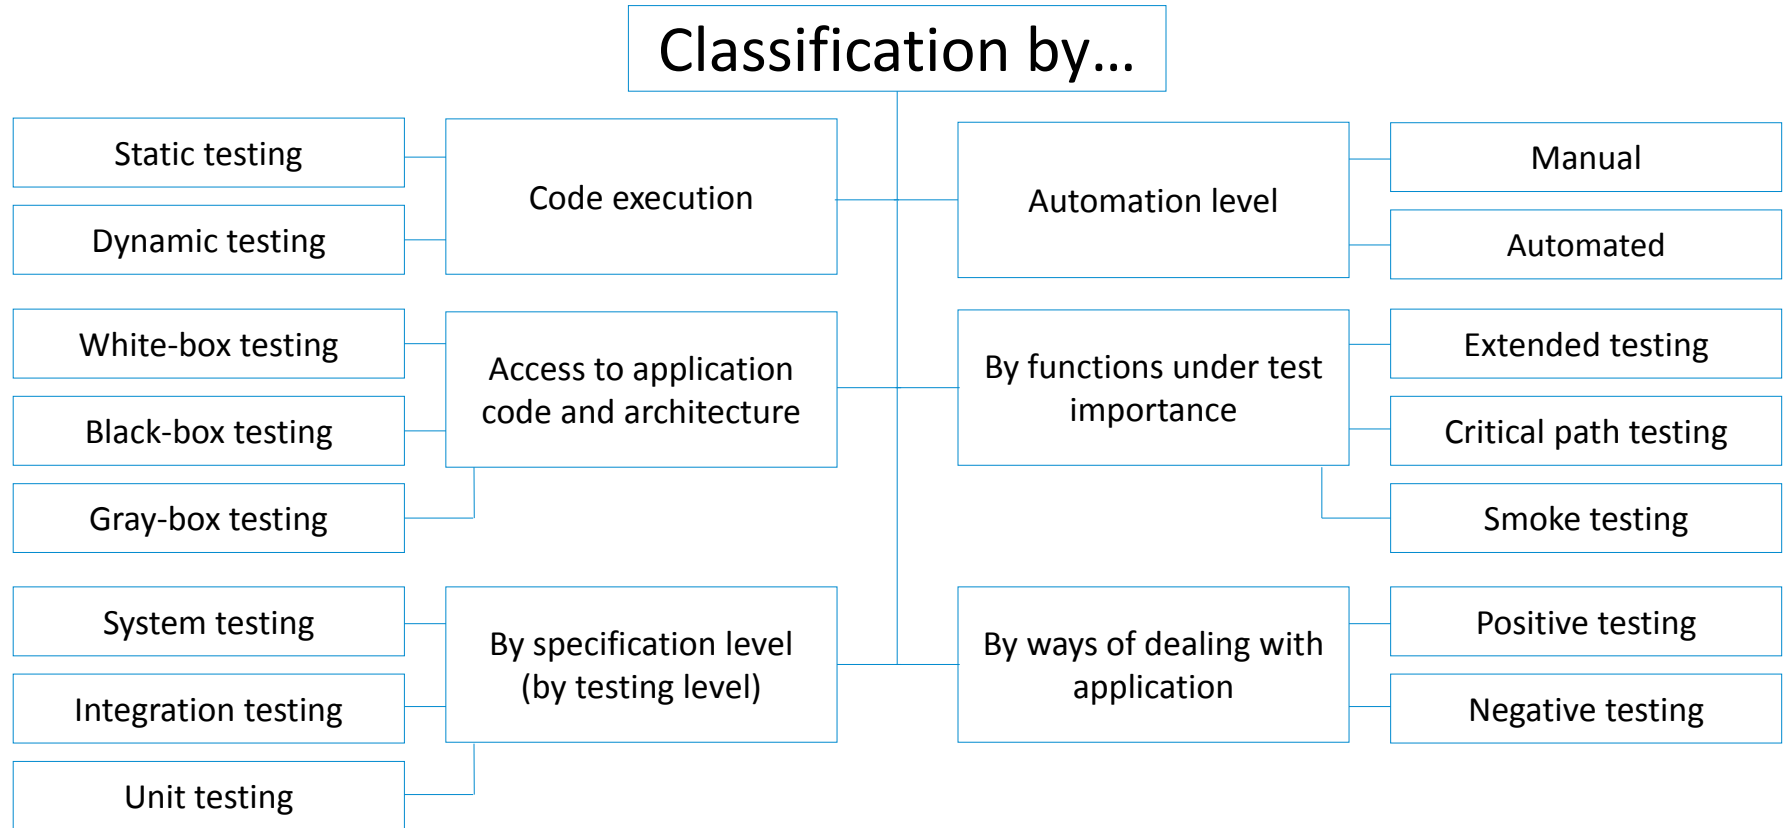 Classification by...
Static testing
Dynamic testing
Code execution
Automation level
Manual
Automated
White-box testing
Black-box testing
Gray-box testing
Access to application
code and architecture
By functions under test
importance
Extended testing
Critical path testing
Smoke testing
System testing
Integration testing
Unit testing
By specification level
(by testing level)
By ways of dealing with
application
Positive testing
Negative testing